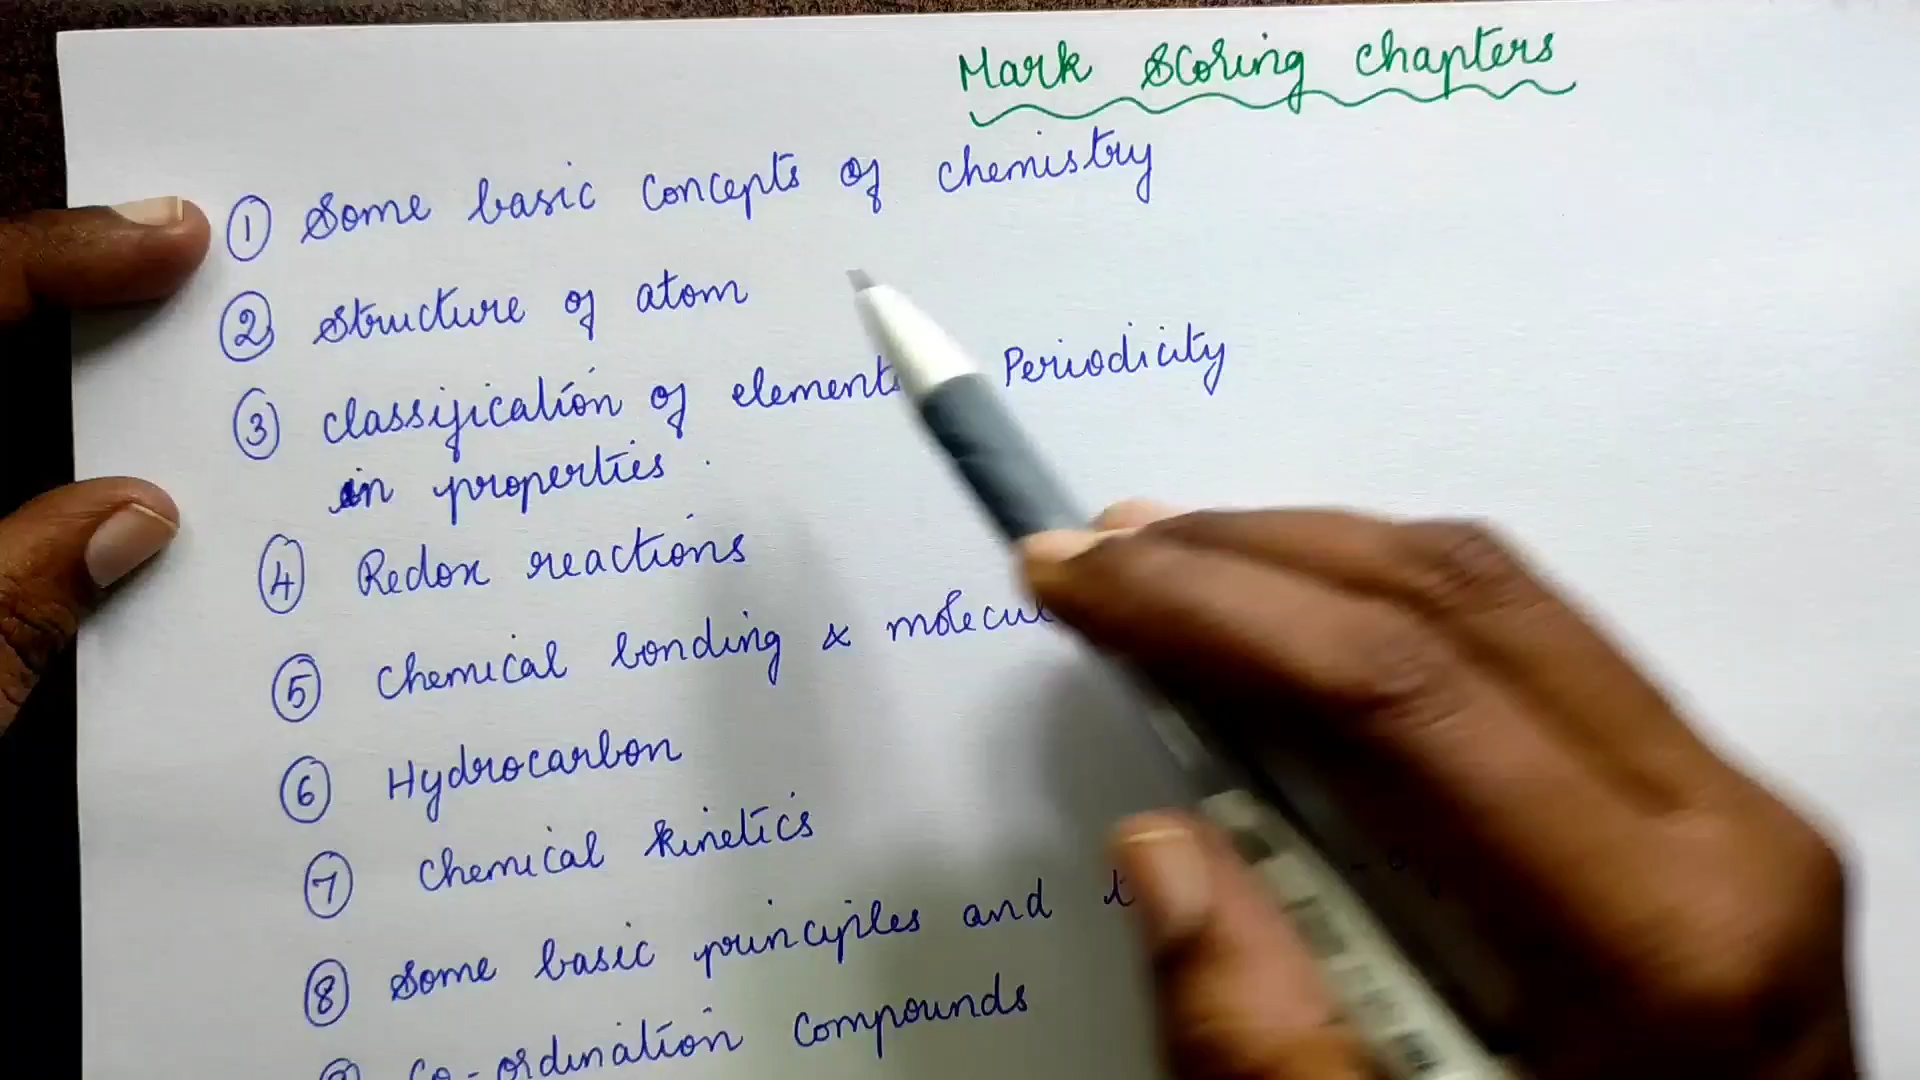 Mark Scoring chapters
① Some basic concepts of chemistry
② Structure of atom
③ classification of elements Periodicity
in properties
④ Redox reactions
⑤ Chemical bonding &
⑥ Hydrocarbon
⑦ Chemical kinetics
⑧ Some basic principles and
Co-ordination compounds